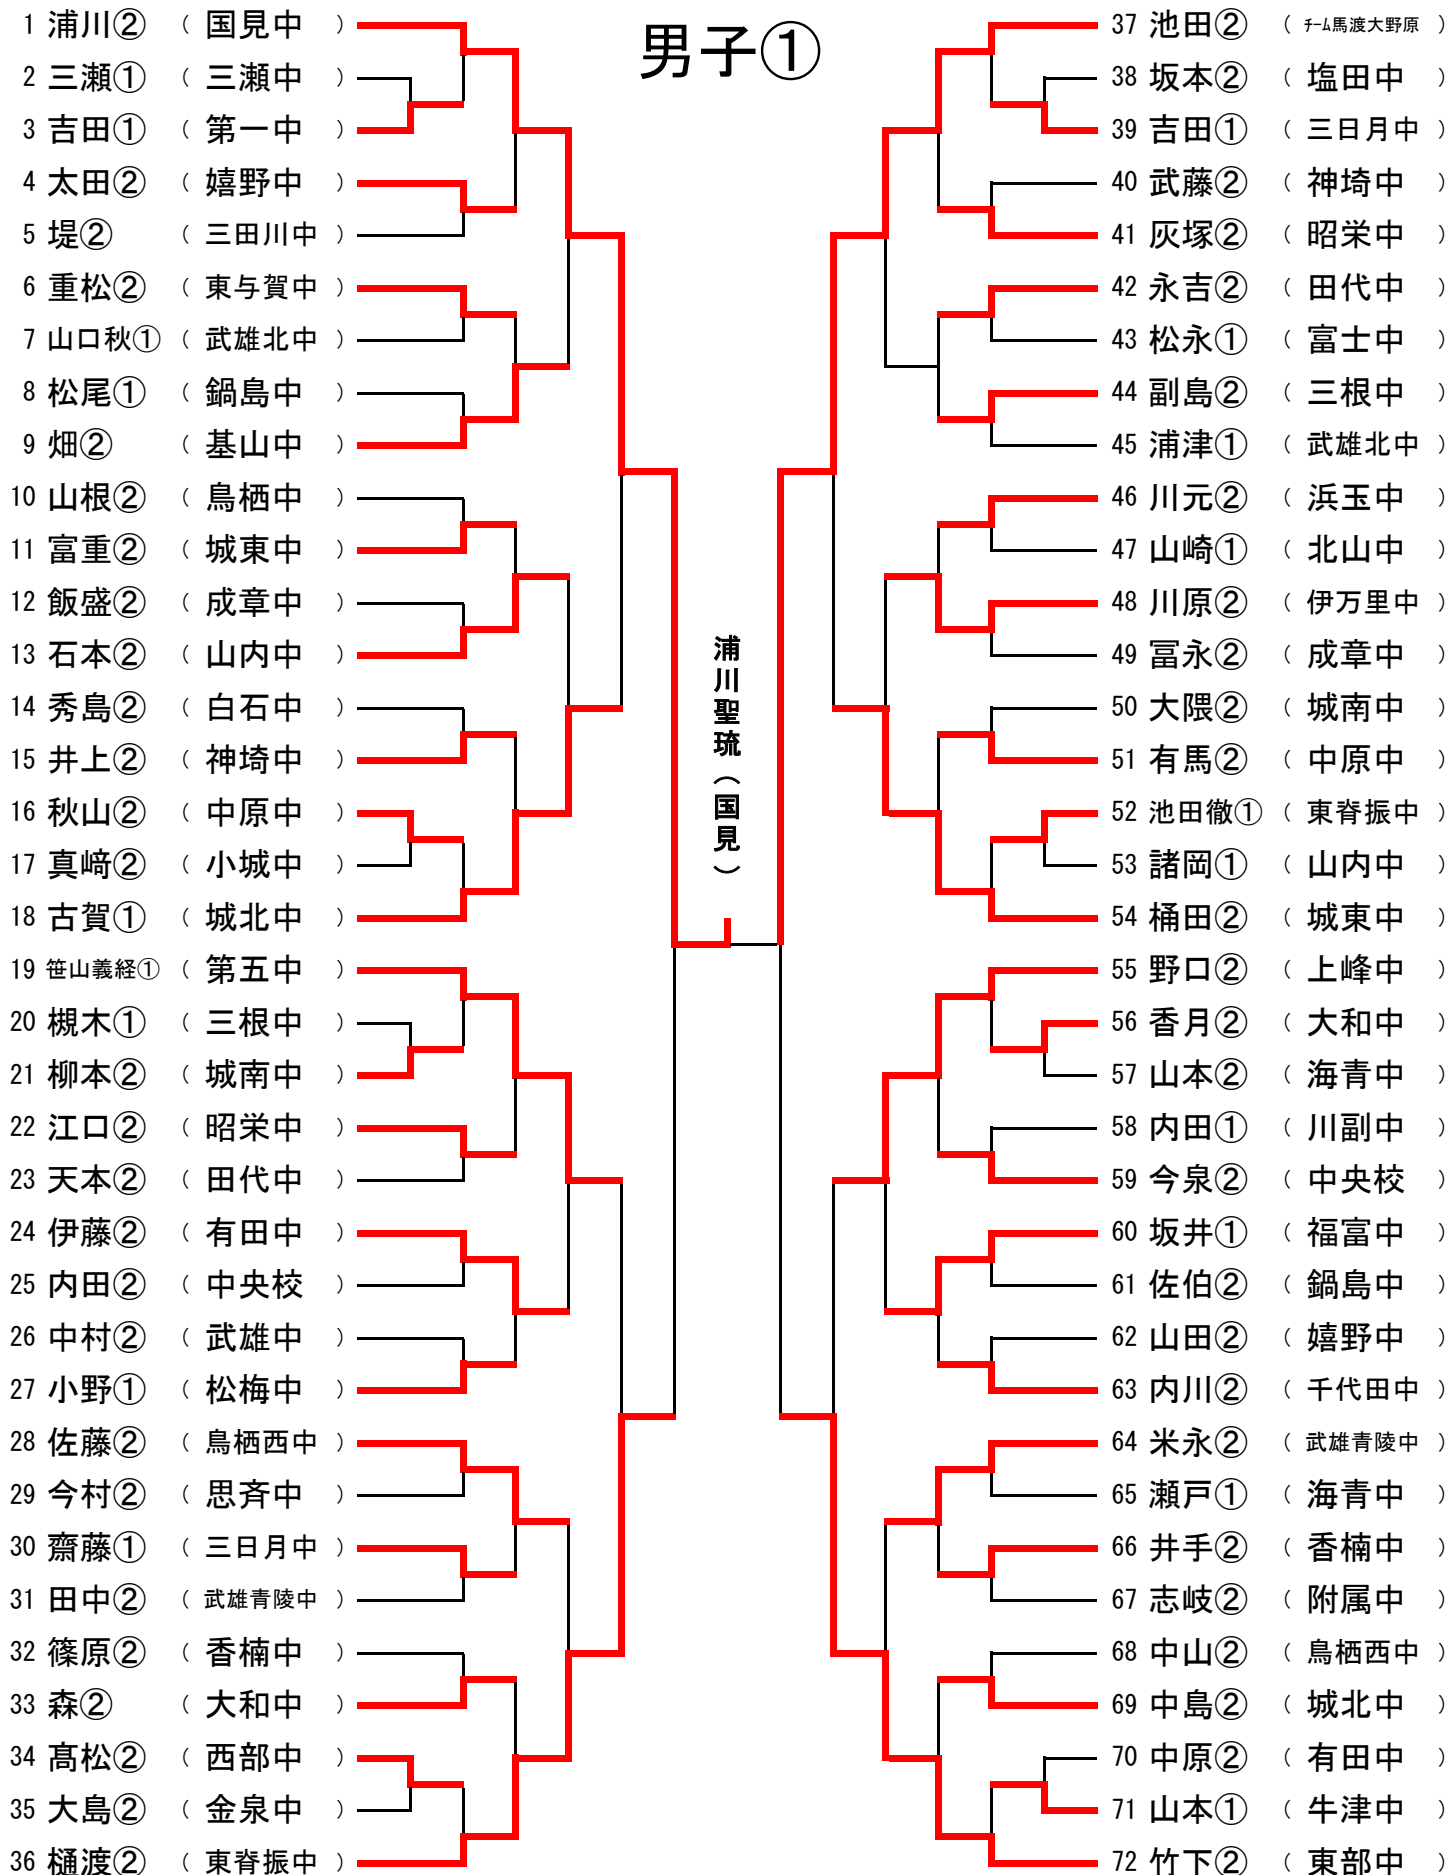 男子①
1 浦川② （ 国見中 ）
2 三瀬① （ 三瀬中 ）
3 吉田① （ 第一中 ）
4 太田② （ 嬉野中 ）
5 堤② （ 三田川中 ）
6 重松② （ 東与賀中 ）
7 山口秋① （ 武雄北中 ）
8 松尾① （ 鍋島中 ）
9 畑② （ 基山中 ）
10 山根② （ 鳥栖中 ）
11 富重② （ 城東中 ）
12 飯盛② （ 成章中 ）
13 石本② （ 山内中 ）
14 秀島② （ 白石中 ）
15 井上② （ 神埼中 ）
16 秋山② （ 中原中 ）
17 真﨑② （ 小城中 ）
18 古賀① （ 城北中 ）
19 笹山義経① （ 第五中 ）
20 槻木① （ 三根中 ）
21 柳本② （ 城南中 ）
22 江口② （ 昭栄中 ）
23 天本② （ 田代中 ）
24 伊藤② （ 有田中 ）
25 内田② （ 中央校 ）
26 中村② （ 武雄中 ）
27 小野① （ 松梅中 ）
28 佐藤② （ 鳥栖西中 ）
29 今村② （ 思斉中 ）
30 齋藤① （ 三日月中 ）
31 田中② （ 武雄青陵中 ）
32 篠原② （ 香楠中 ）
33 森② （ 大和中 ）
34 髙松② （ 西部中 ）
35 大島② （ 金泉中 ）
36 樋渡② （ 東脊振中 ）
浦川聖琉（国見）
37 池田② （ ﾁｰﾑ馬渡大野原 ）
38 坂本② （ 塩田中 ）
39 吉田① （ 三日月中 ）
40 武藤② （ 神埼中 ）
41 灰塚② （ 昭栄中 ）
42 永吉② （ 田代中 ）
43 松永① （ 富士中 ）
44 副島② （ 三根中 ）
45 浦津① （ 武雄北中 ）
46 川元② （ 浜玉中 ）
47 山崎① （ 北山中 ）
48 川原② （ 伊万里中 ）
49 冨永② （ 成章中 ）
50 大隈② （ 城南中 ）
51 有馬② （ 中原中 ）
52 池田徹① （ 東脊振中 ）
53 諸岡① （ 山内中 ）
54 桶田② （ 城東中 ）
55 野口② （ 上峰中 ）
56 香月② （ 大和中 ）
57 山本② （ 海青中 ）
58 内田① （ 川副中 ）
59 今泉② （ 中央校 ）
60 坂井① （ 福富中 ）
61 佐伯② （ 鍋島中 ）
62 山田② （ 嬉野中 ）
63 内川② （ 千代田中 ）
64 米永② （ 武雄青陵中 ）
65 瀬戸① （ 海青中 ）
66 井手② （ 香楠中 ）
67 志岐② （ 附属中 ）
68 中山② （ 鳥栖西中 ）
69 中島② （ 城北中 ）
70 中原② （ 有田中 ）
71 山本① （ 牛津中 ）
72 竹下② （ 東部中 ）